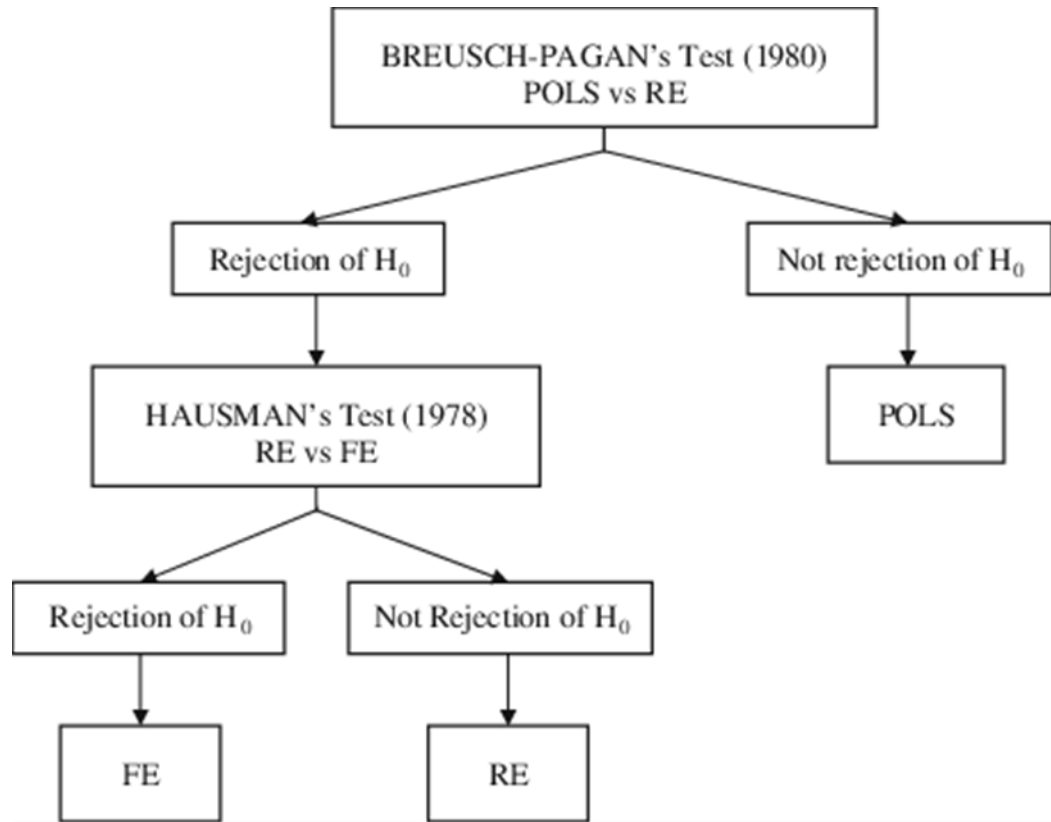 BREUSCH-PAGAN's Test (1980)
POLS vs RE
Rejection of H₀
Not rejection of H₀
HAUSMAN's Test (1978)
RE vs FE
POLS
Rejection of H₀
Not Rejection of H₀
FE
RE